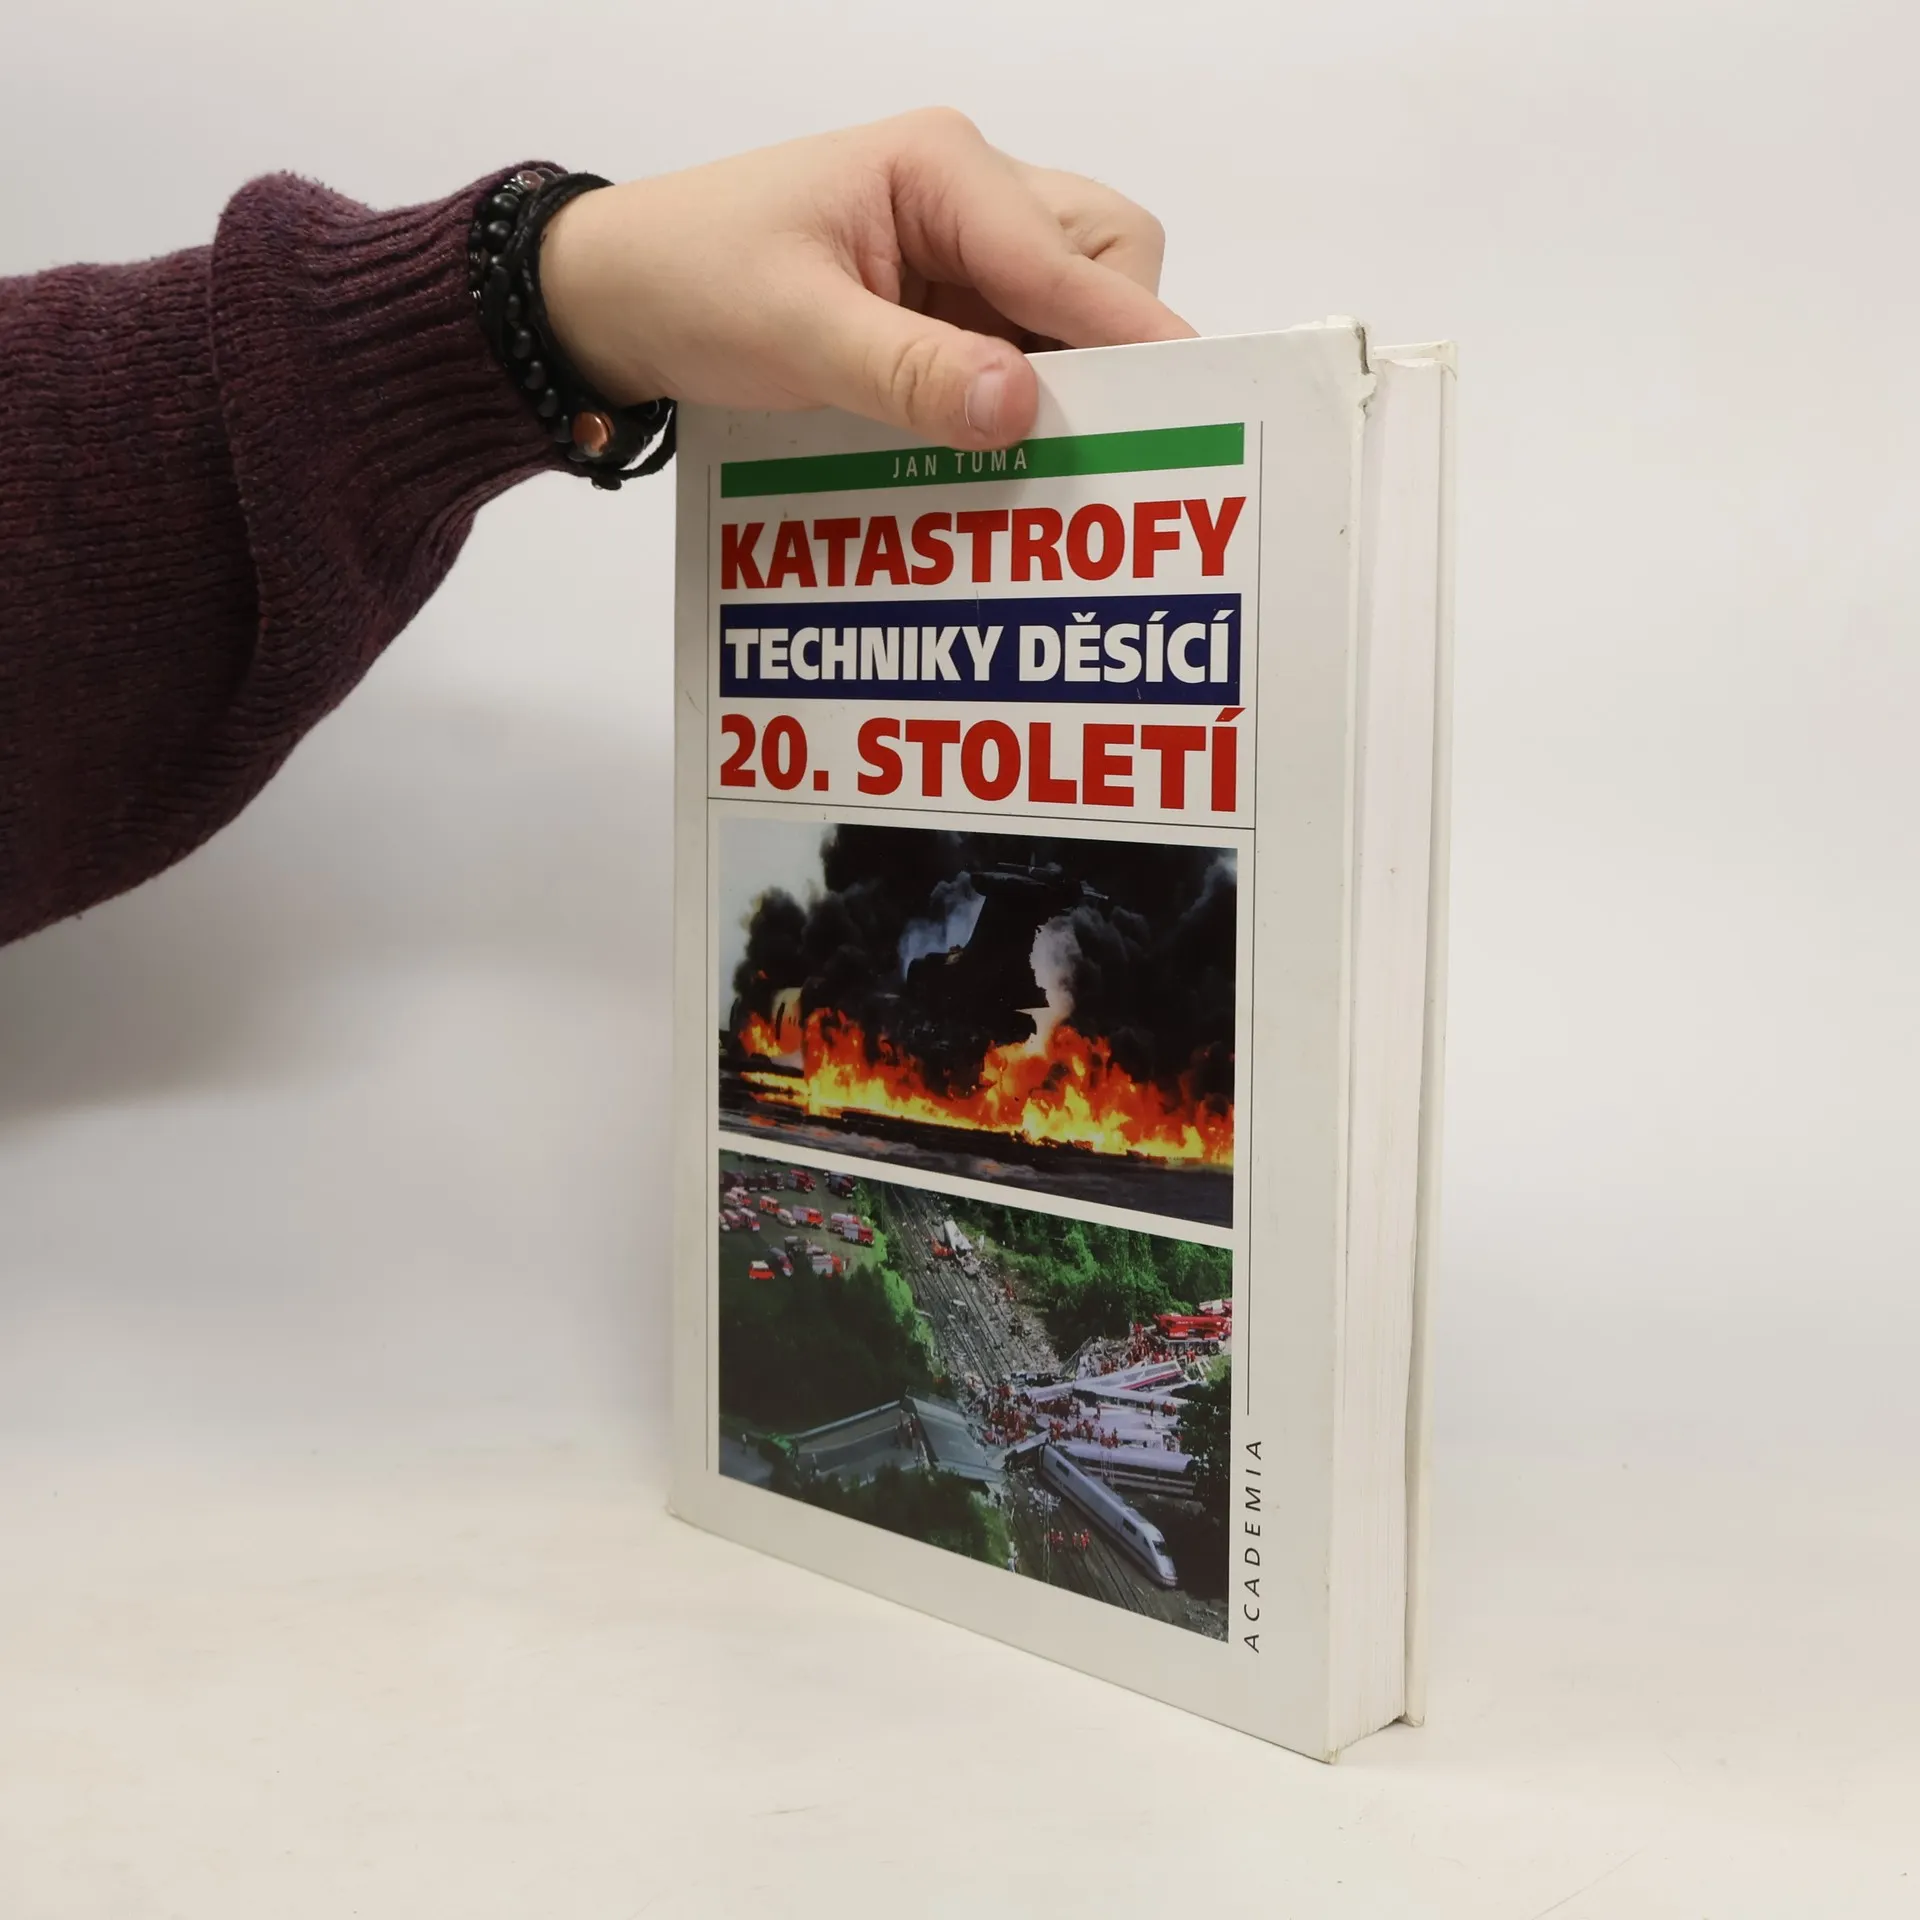 JAN TŮMA
KATASTROFY
TECHNIKY DĚSÍCÍ
20. STOLETÍ
ACADEMIA